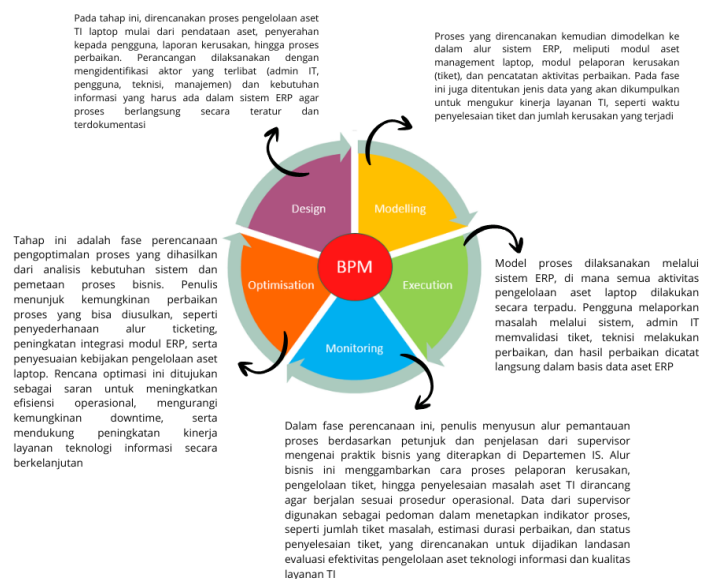 Pada tahap ini, direncanakan proses pengelolaan aset
TI laptop mulai dari pendataan aset, penyerahan
kepada pengguna, laporan kerusakan, hingga proses
perbaikan. Perancangan dilaksanakan dengan
mengidentifikasi aktor yang terlibat (admin IT,
pengguna, teknisi, manajemen) dan kebutuhan
informasi yang harus ada dalam sistem ERP agar
proses berlangsung secara teratur dan
terdokumentasi
Proses yang direncanakan kemudian dimodelkan ke
dalam alur sistem ERP, meliputi modul aset
management laptop, modul pelaporan kerusakan
(tiket), dan pencatatan aktivitas perbaikan. Pada fase
ini juga ditentukan jenis data yang akan dikumpulkan
untuk mengukur kinerja layanan TI, seperti waktu
penyelesaian tiket dan jumlah kerusakan yang terjadi
Design
Modelling
Optimisation
BPM
Execution
Monitoring
Tahap ini adalah fase perencanaan
pengoptimalan proses yang dihasilkan
dari analisis kebutuhan sistem dan
pemetaan proses bisnis. Penulis
menunjuk kemungkinan perbaikan
proses yang bisa diusulkan, seperti
penyederhanaan alur ticketing,
peningkatan integrasi modul ERP, serta
penyesuaian kebijakan pengelolaan aset
laptop. Rencana optimasi ini ditujukan
sebagai saran untuk meningkatkan
efisiensi operasional, mengurangi
kemungkinan downtime, serta
mendukung peningkatan kinerja
layanan teknologi informasi secara
berkelanjutan
Model proses dilaksanakan melalui
sistem ERP, di mana semua aktivitas
pengelolaan aset laptop dilakukan
secara terpadu. Pengguna melaporkan
masalah melalui sistem, admin IT
memvalidasi tiket, teknisi melakukan
perbaikan, dan hasil perbaikan dicatat
langsung dalam basis data aset ERP
Dalam fase perencanaan ini, penulis menyusun alur pemantauan
proses berdasarkan petunjuk dan penjelasan dari supervisor
mengenai praktik bisnis yang diterapkan di Departemen IS. Alur
bisnis ini menggambarkan cara proses pelaporan kerusakan,
pengelolaan tiket, hingga penyelesaian masalah aset TI dirancang
agar berjalan sesuai prosedur operasional. Data dari supervisor
digunakan sebagai pedoman dalam menetapkan indikator proses,
seperti jumlah tiket masalah, estimasi durasi perbaikan, dan status
penyelesaian tiket, yang direncanakan untuk dijadikan landasan
evaluasi efektivitas pengelolaan aset teknologi informasi dan kualitas
layanan TI